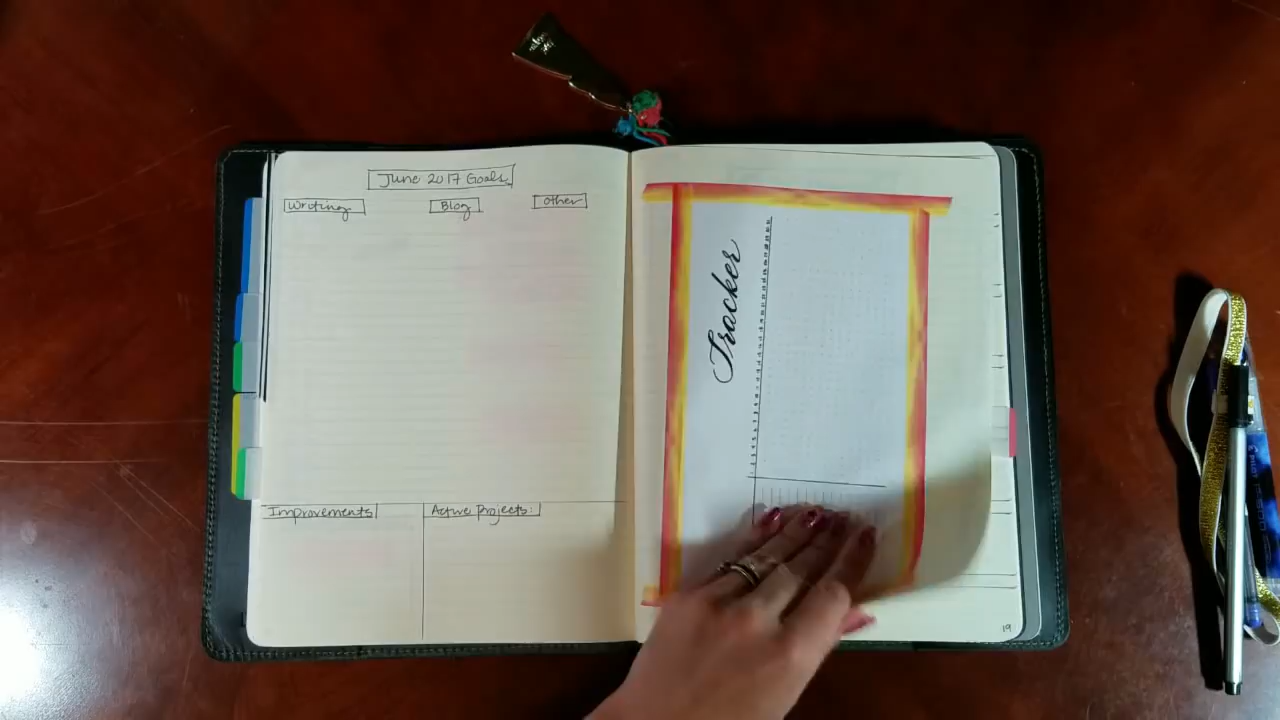 June 2017 Goals
Writing
Blog
Other
Improvements
Active Projects:
Tracker
19